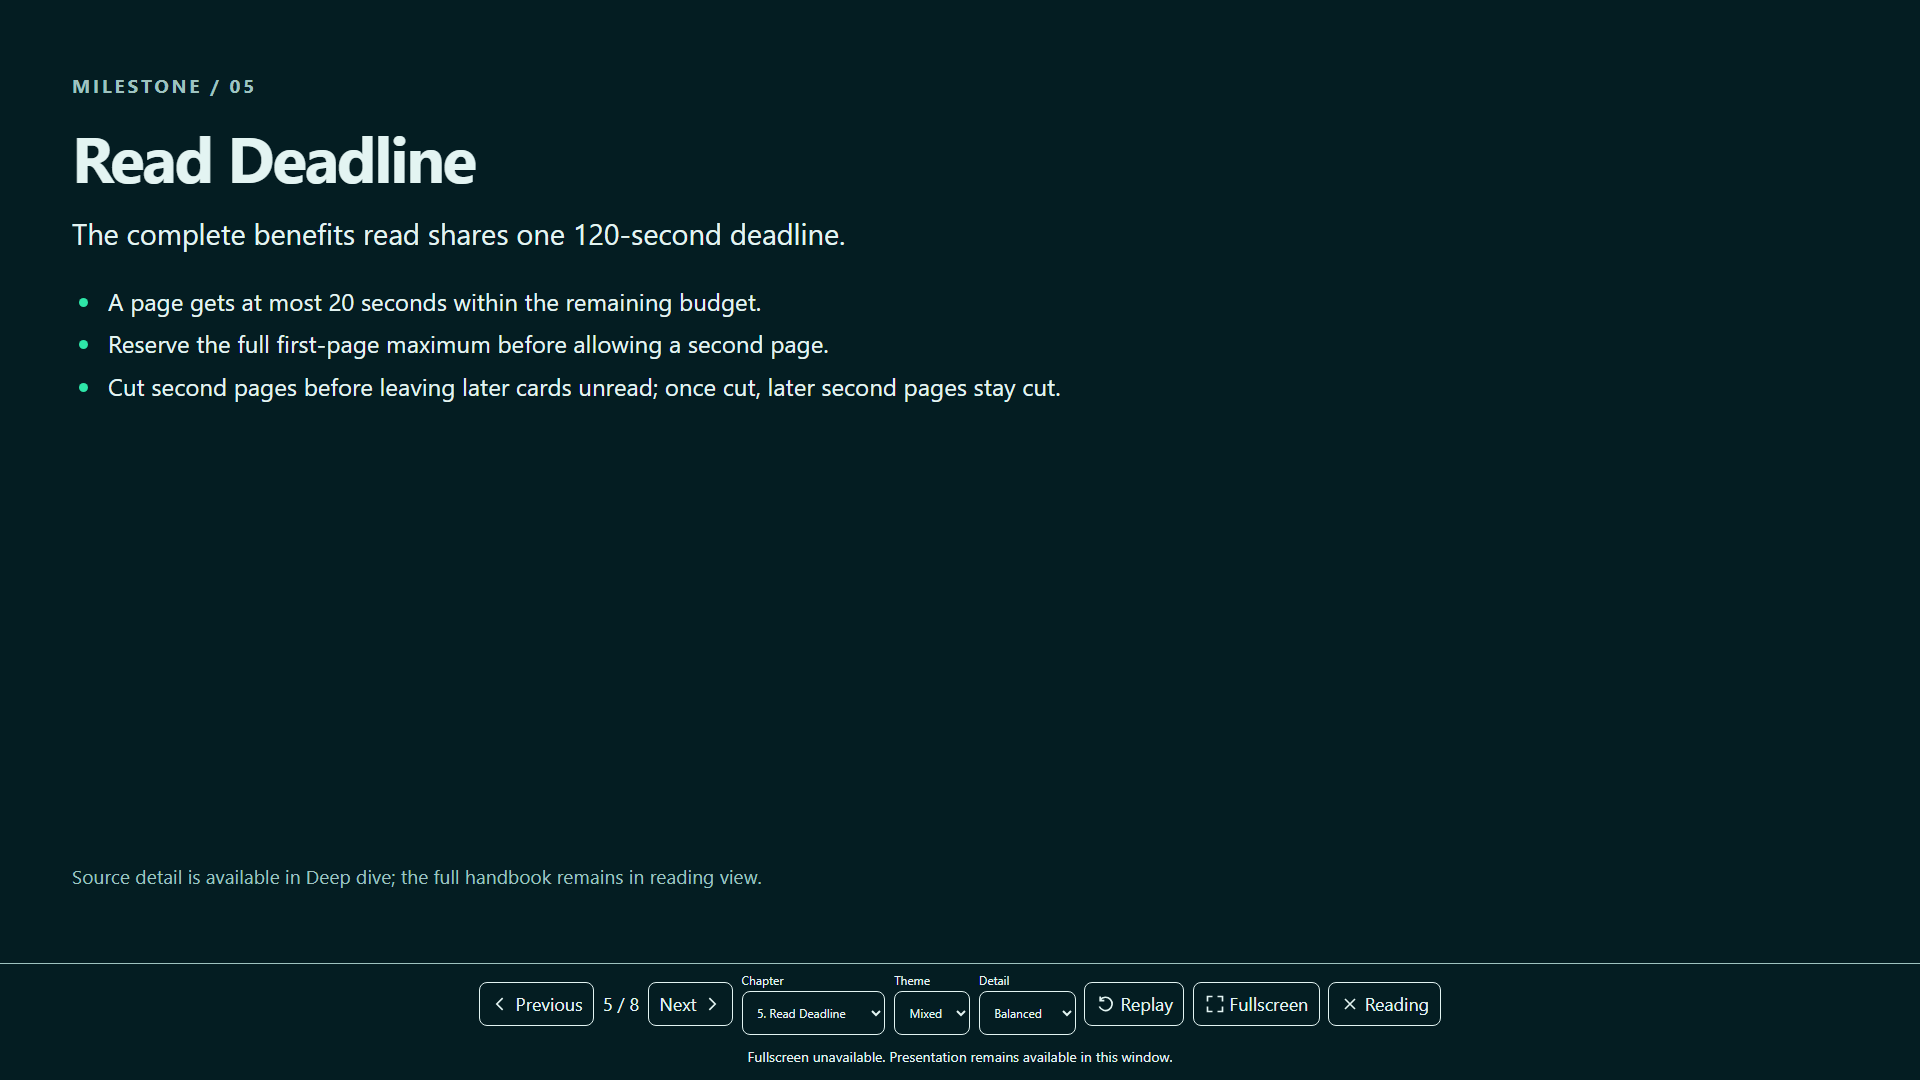 MILESTONE / 05
Read Deadline
The complete benefits read shares one 120-second deadline.
A page gets at most 20 seconds within the remaining budget.
Reserve the full first-page maximum before allowing a second page.
Cut second pages before leaving later cards unread; once cut, later second pages stay cut.
Source detail is available in Deep dive; the full handbook remains in reading view.
Previous
5 / 8
Next
Chapter
5. Read Deadline
Theme
Mixed
Detail
Balanced
Replay
Fullscreen
Reading
Fullscreen unavailable. Presentation remains available in this window.